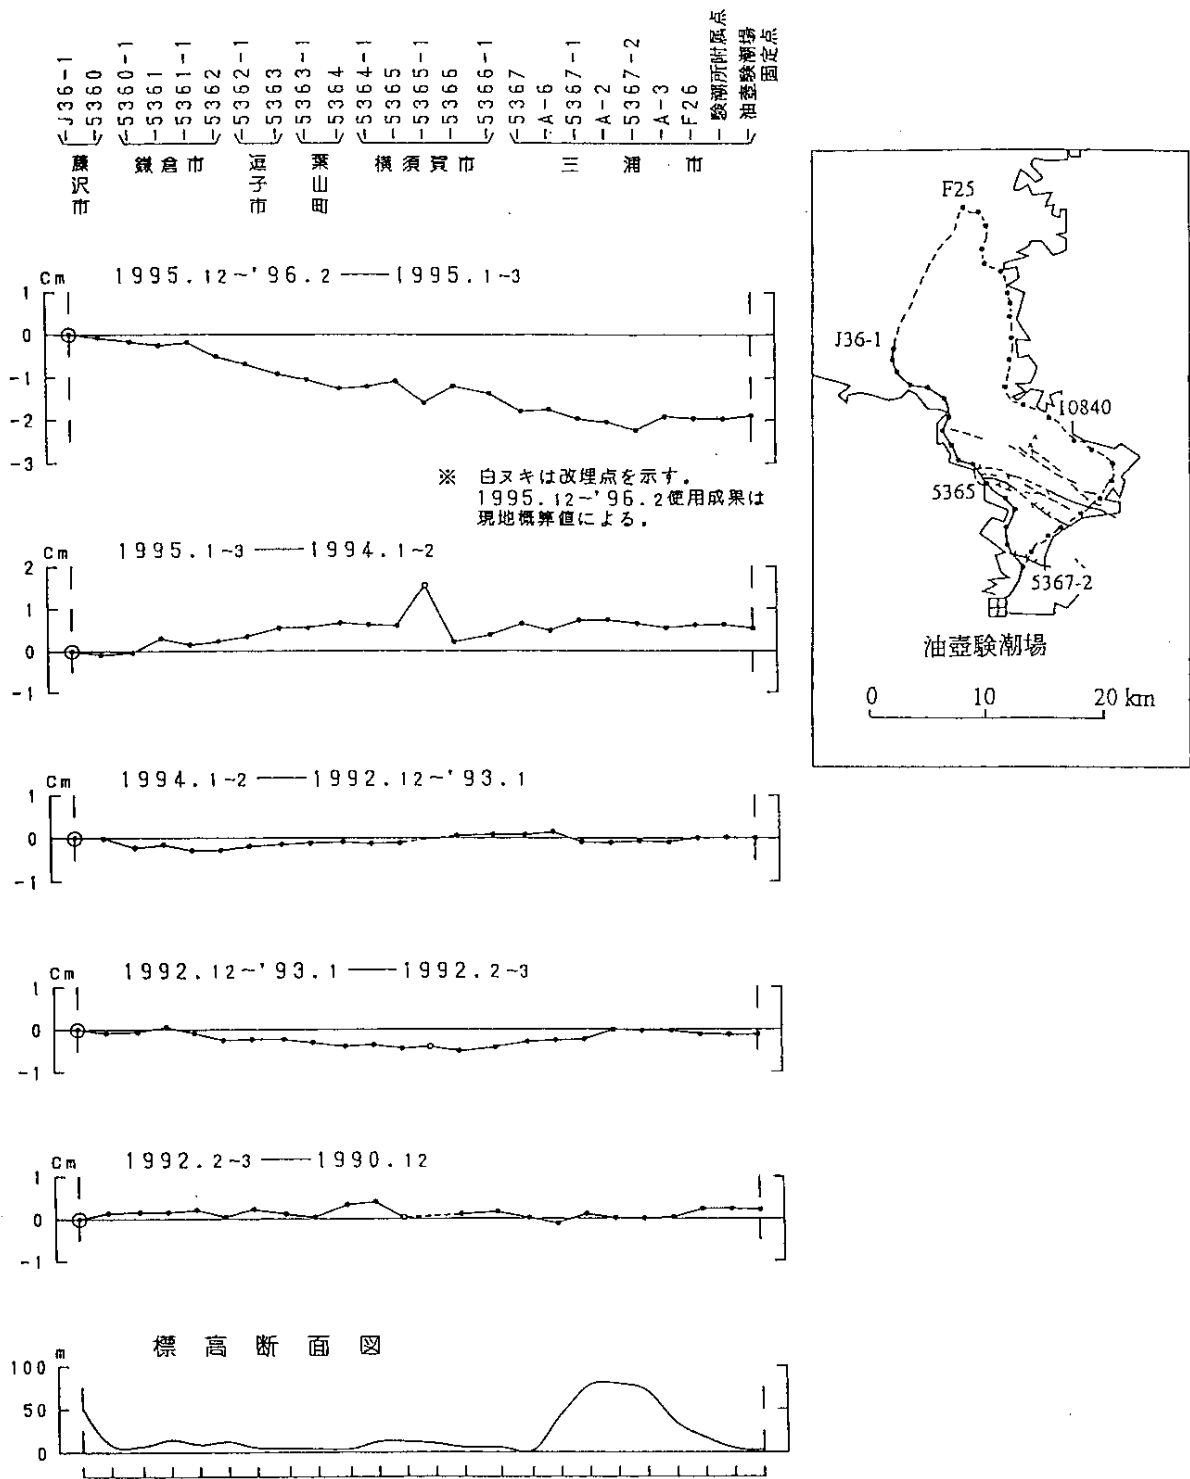 J36-1
5360
5360-1
5361
5361-1
5362
5362-1
5363
5363-1
5364
5364-1
5365
5365-1
5366
5366-1
5367
A-6
5367-1
A-2
5367-2
A-3
F26
験潮所附属点
油壺験潮場
固定点
藤沢市
鎌倉市
逗子市
葉山町
横須賀市
三浦市
Cm 1995.12~'96.2——1995.1~3
1
0
-1
-2
-3
※ 白ヌキは改埋点を示す.
1995.12~'96.2使用成果は
現地概算値による.
Cm 1995.1~3——1994.1~2
2
1
0
-1
Cm 1994.1~2——1992.12~'93.1
1
0
-1
Cm 1992.12~'93.1——1992.2~3
1
0
-1
Cm 1992.2~3——1990.12
1
0
-1
標高断面図
m
100
50
0
F25
J36-1
10840
5365
5367-2
油壺験潮場
0 10 20 km